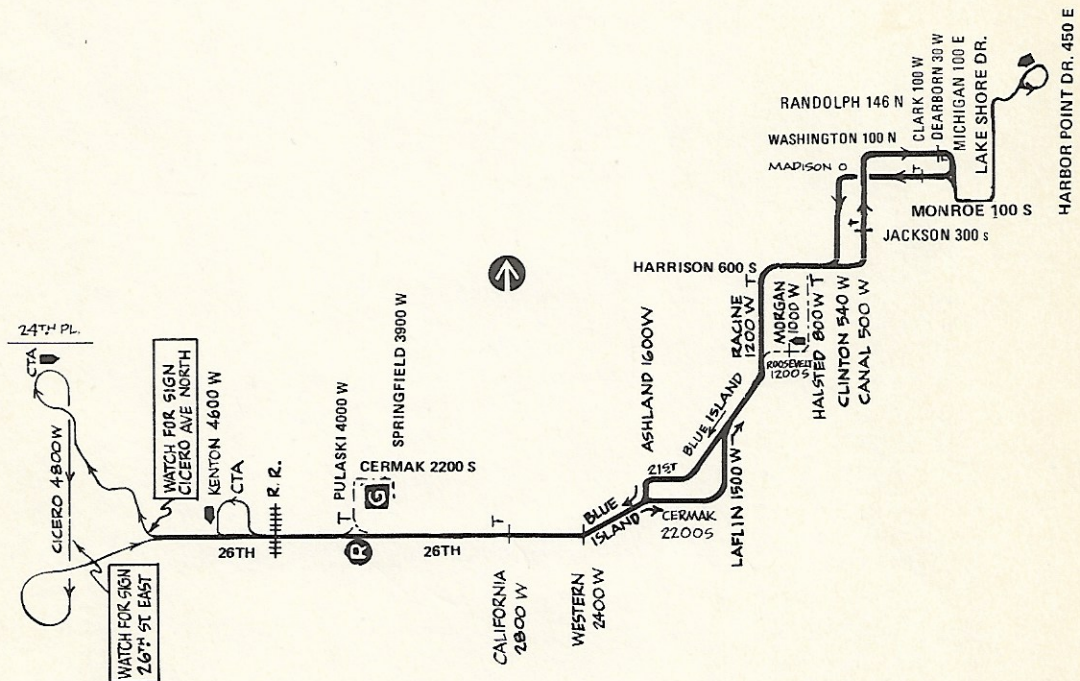 24TH PL.
CTA
CICERO 4800W
WATCH FOR SIGN
CICERO AVE NORTH
WATCH FOR SIGN
26TH ST EAST
KENTON 4600 W
CTA
R.R.
26TH
PULASKI 4000 W
T
SPRINGFIELD 3900 W
CERMAK 2200 S
G
R
26TH
T
CALIFORNIA
2800 W
WESTERN
2400 W
BLUE
ISLAND
ASHLAND 1600W
21ST
BLUE ISLAND
CERMAK
2200S
LAFLIN 1500 W
RACINE
1200 W
T
HARRISON 600 S
MORGAN
1000 W
ROOSEVELT
1200S
HALSTED 800W T
CLINTON 540 W
CANAL 500 W
T
JACKSON 300 S
MONROE 100 S
MADISON 0
WASHINGTON 100 N
RANDOLPH 146 N
T
T
CLARK 100 W
DEARBORN 30 W
MICHIGAN 100 E
LAKE SHORE DR.
HARBOR POINT DR. 450 E